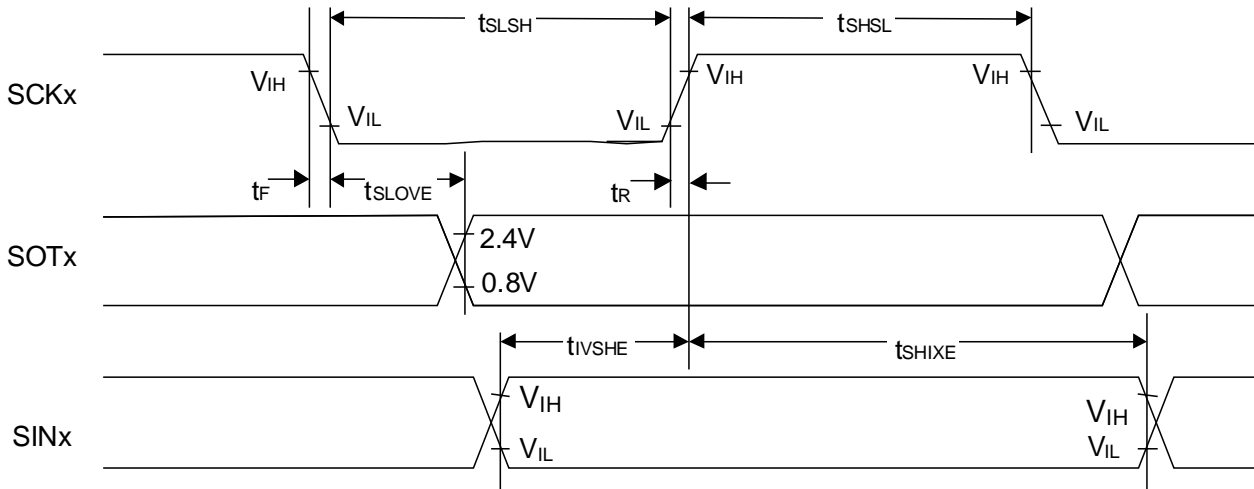 tSLSH
tSHSL
SCKx
VIH
VIL
VIL
VIH
VIH
VIL
tF
tSLOVE
tR
SOTx
2.4V
0.8V
tIVSHE
tSHIXE
SINx
VIH
VIL
VIH
VIL